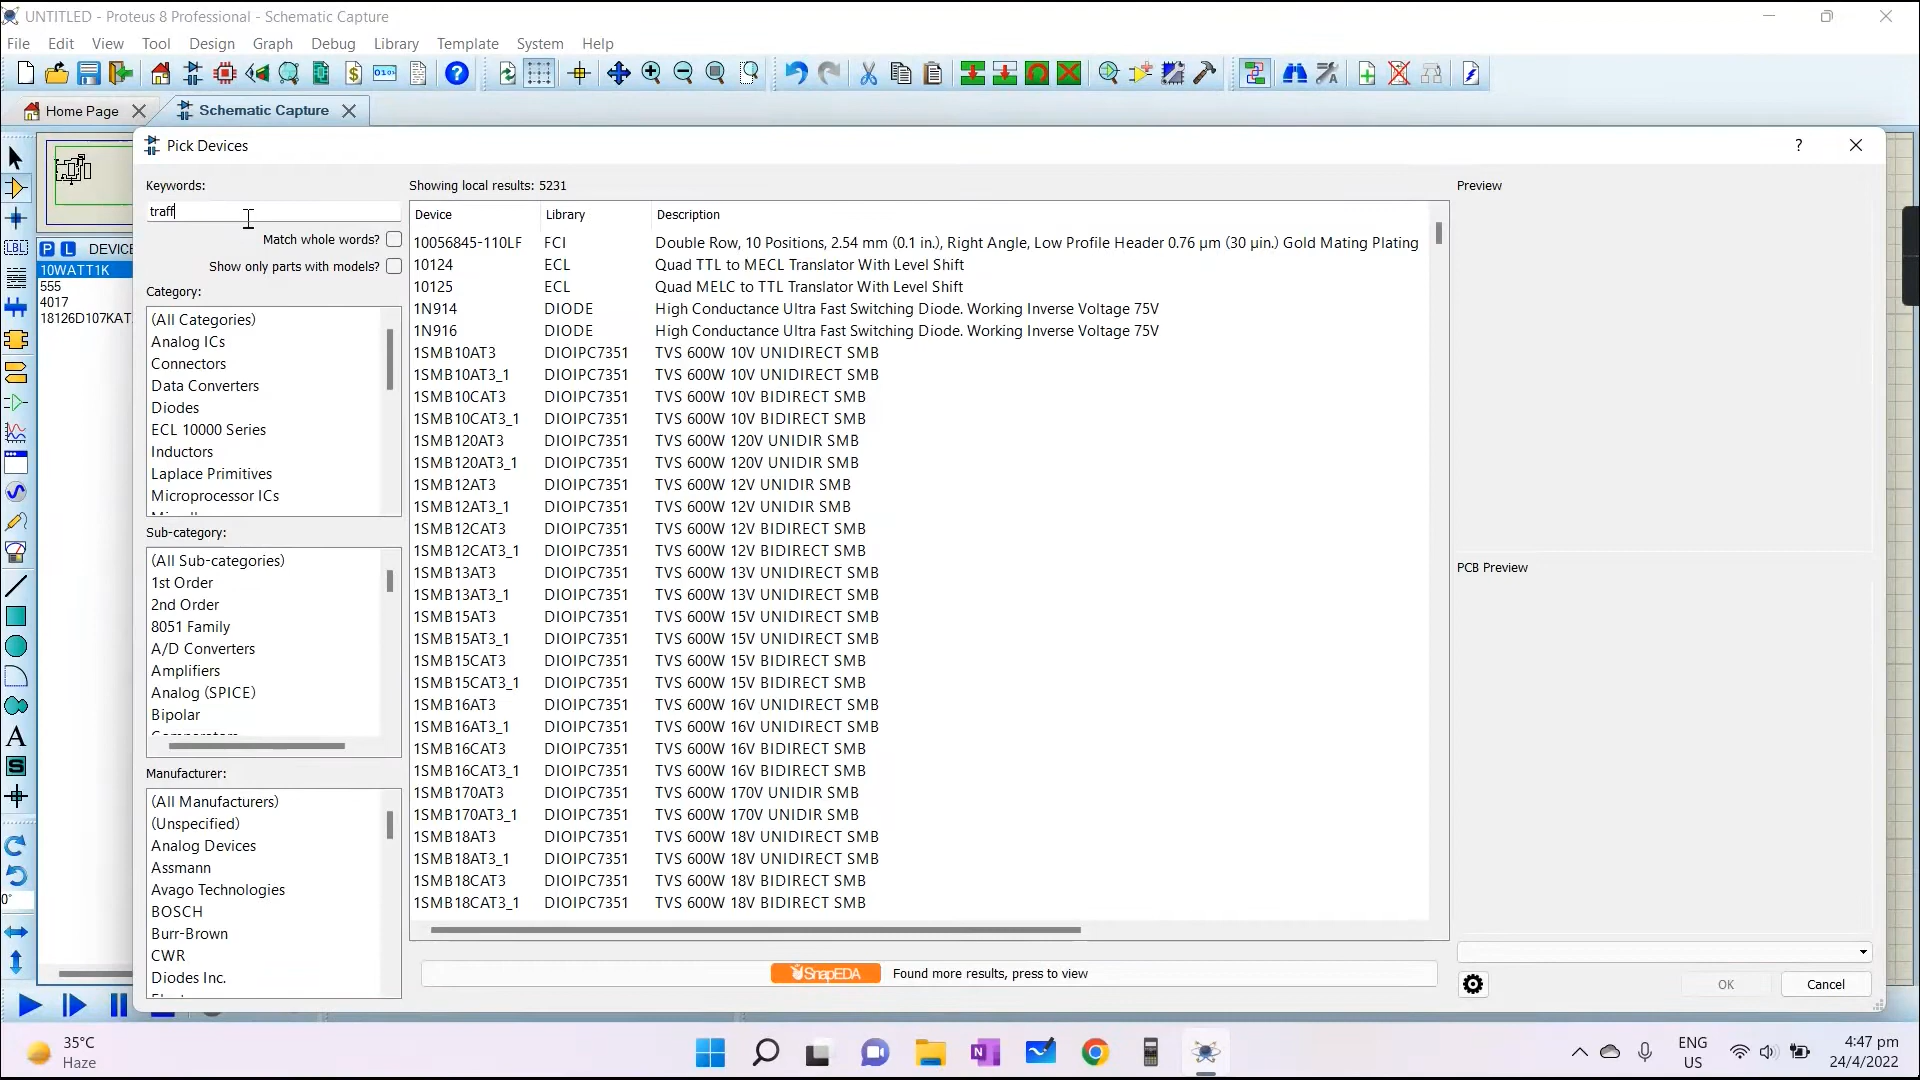 UNTITLED - Proteus 8 Professional - Schematic Capture
File Edit View Tool Design Graph Debug Library Template System Help
Home Page
Schematic Capture
Pick Devices
?
Keywords:
traff
Match whole words?
Show only parts with models?
Category:
(All Categories)
Analog ICs
Connectors
Data Converters
Diodes
ECL 10000 Series
Inductors
Laplace Primitives
Microprocessor ICs
Sub-category:
(All Sub-categories)
1st Order
2nd Order
8051 Family
A/D Converters
Amplifiers
Analog (SPICE)
Bipolar
Manufacturer:
(All Manufacturers)
(Unspecified)
Analog Devices
Assmann
Avago Technologies
BOSCH
Burr-Brown
CWR
Diodes Inc.
P L DEVICE
10WATT1K
555
4017
18126D107KAT
LBL
A
S
0°
Showing local results: 5231
Device Library Description
10056845-110LF FCI Double Row, 10 Positions, 2.54 mm (0.1 in.), Right Angle, Low Profile Header 0.76 µm (30 µin.) Gold Mating Plating
10124 ECL Quad TTL to MECL Translator With Level Shift
10125 ECL Quad MELC to TTL Translator With Level Shift
1N914 DIODE High Conductance Ultra Fast Switching Diode. Working Inverse Voltage 75V
1N916 DIODE High Conductance Ultra Fast Switching Diode. Working Inverse Voltage 75V
1SMB10AT3 DIOIPC7351 TVS 600W 10V UNIDIRECT SMB
1SMB10AT3_1 DIOIPC7351 TVS 600W 10V UNIDIRECT SMB
1SMB10CAT3 DIOIPC7351 TVS 600W 10V BIDIRECT SMB
1SMB10CAT3_1 DIOIPC7351 TVS 600W 10V BIDIRECT SMB
1SMB120AT3 DIOIPC7351 TVS 600W 120V UNIDIR SMB
1SMB120AT3_1 DIOIPC7351 TVS 600W 120V UNIDIR SMB
1SMB12AT3 DIOIPC7351 TVS 600W 12V UNIDIR SMB
1SMB12AT3_1 DIOIPC7351 TVS 600W 12V UNIDIR SMB
1SMB12CAT3 DIOIPC7351 TVS 600W 12V BIDIRECT SMB
1SMB12CAT3_1 DIOIPC7351 TVS 600W 12V BIDIRECT SMB
1SMB13AT3 DIOIPC7351 TVS 600W 13V UNIDIRECT SMB
1SMB13AT3_1 DIOIPC7351 TVS 600W 13V UNIDIRECT SMB
1SMB15AT3 DIOIPC7351 TVS 600W 15V UNIDIRECT SMB
1SMB15AT3_1 DIOIPC7351 TVS 600W 15V UNIDIRECT SMB
1SMB15CAT3 DIOIPC7351 TVS 600W 15V BIDIRECT SMB
1SMB15CAT3_1 DIOIPC7351 TVS 600W 15V BIDIRECT SMB
1SMB16AT3 DIOIPC7351 TVS 600W 16V UNIDIRECT SMB
1SMB16AT3_1 DIOIPC7351 TVS 600W 16V UNIDIRECT SMB
1SMB16CAT3 DIOIPC7351 TVS 600W 16V BIDIRECT SMB
1SMB16CAT3_1 DIOIPC7351 TVS 600W 16V BIDIRECT SMB
1SMB170AT3 DIOIPC7351 TVS 600W 170V UNIDIR SMB
1SMB170AT3_1 DIOIPC7351 TVS 600W 170V UNIDIR SMB
1SMB18AT3 DIOIPC7351 TVS 600W 18V UNIDIRECT SMB
1SMB18AT3_1 DIOIPC7351 TVS 600W 18V UNIDIRECT SMB
1SMB18CAT3 DIOIPC7351 TVS 600W 18V BIDIRECT SMB
1SMB18CAT3_1 DIOIPC7351 TVS 600W 18V BIDIRECT SMB
SnapEDA Found more results, press to view
Preview
PCB Preview
OK Cancel
35°C
Haze
ENG
US
4:47 pm
24/4/2022